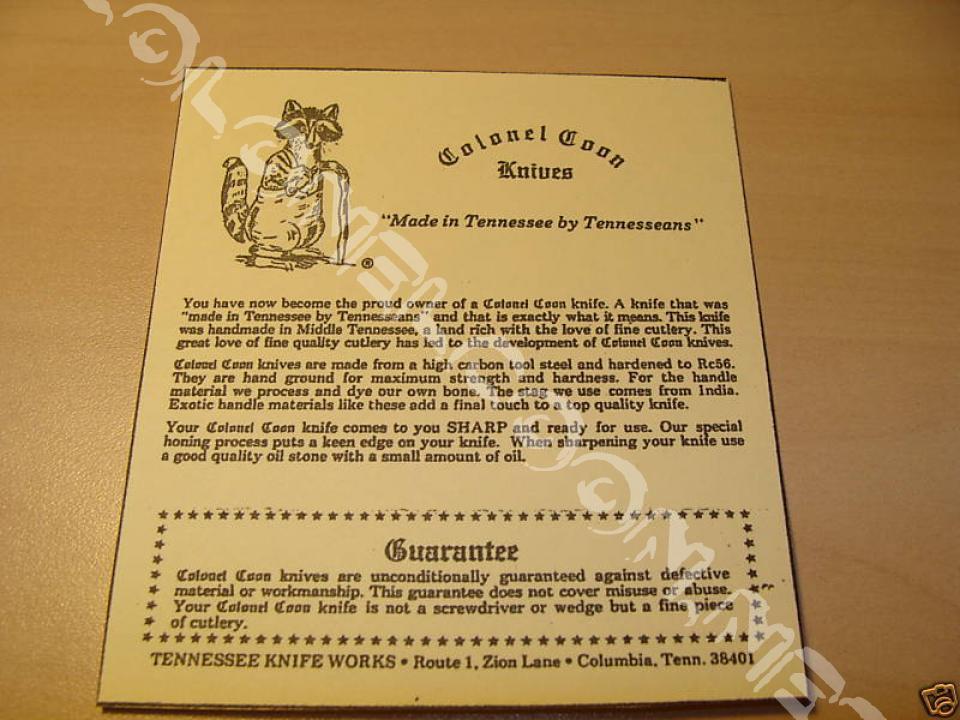 Colonel Coon
Knives
"Made in Tennessee by Tennesseans"
®
You have now become the proud owner of a Colonel Coon knife. A knife that was
"made in Tennessee by Tennesseans" and that is exactly what it means. This knife
was handmade in Middle Tennessee, a land rich with the love of fine cutlery. This
great love of fine quality cutlery has led to the development of Colonel Coon knives.
Colonel Coon knives are made from a high carbon tool steel and hardened to Rc56.
They are hand ground for maximum strength and hardness. For the handle
material we process and dye our own bone. The stag we use comes from India.
Exotic handle materials like these add a final touch to a top quality knife.
Your Colonel Coon knife comes to you SHARP and ready for use. Our special
honing process puts a keen edge on your knife. When sharpening your knife use
a good quality oil stone with a small amount of oil.
Guarantee
Colonel Coon knives are unconditionally guaranteed against defective
material or workmanship. This guarantee does not cover misuse or abuse.
Your Colonel Coon knife is not a screwdriver or wedge but a fine piece
of cutlery.
TENNESSEE KNIFE WORKS • Route 1, Zion Lane • Columbia, Tenn. 38401